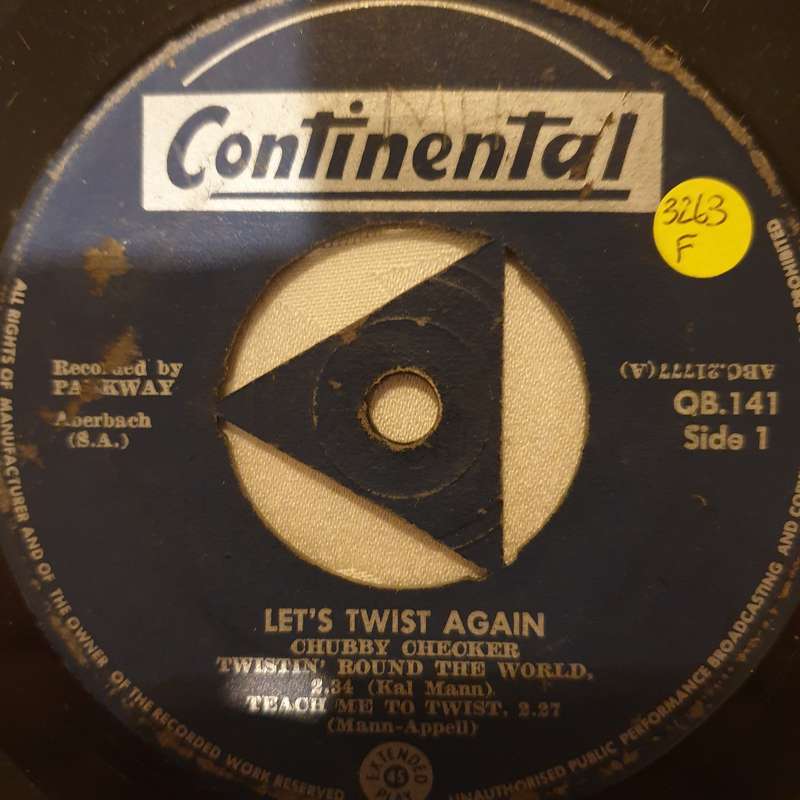 Continental
3263
F
Recorded by
PARKWAY
Aberbach
(S.A.)
ABC.21777(A)
QB.141
Side 1
LET'S TWIST AGAIN
CHUBBY CHECKER
TWISTIN' ROUND THE WORLD,
2.34 (Kal Mann)
TEACH ME TO TWIST, 2.27
(Mann-Appell)
EXTENDED
45
PLAY
ALL RIGHTS OF MANUFACTURER AND OF THE OWNER OF THE RECORDED WORK RESERVED
UNAUTHORISED PUBLIC PERFORMANCE BROADCASTING AND
PROHIBITED